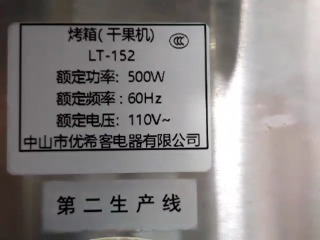 烤箱(干果机)
LT-152
额定功率: 500W
额定频率: 60Hz
额定电压: 110V~
中山市优希客电器有限公司
第二生产线